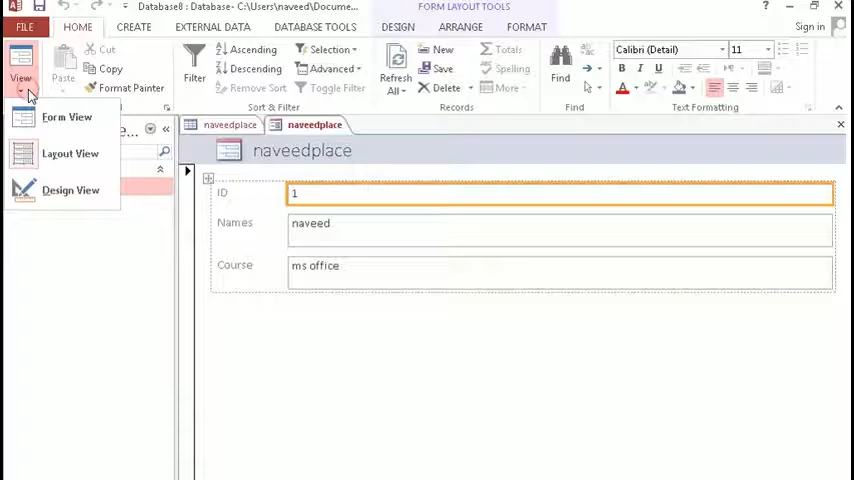 Database8 : Database- C:\Users\naveed\Docume...
FORM LAYOUT TOOLS
?
FILE
HOME
CREATE
EXTERNAL DATA
DATABASE TOOLS
DESIGN
ARRANGE
FORMAT
Sign in
View
Paste
Cut
Copy
Format Painter
Filter
Ascending
Descending
Remove Sort
Selection
Advanced
Toggle Filter
Sort & Filter
Refresh
All
New
Save
Delete
Totals
Spelling
More
Records
Find
Calibri (Detail)
11
B I U
A
Text Formatting
Form View
Layout View
Design View
e...
naveedplace
naveedplace
naveedplace
ID
1
Names
naveed
Course
ms office